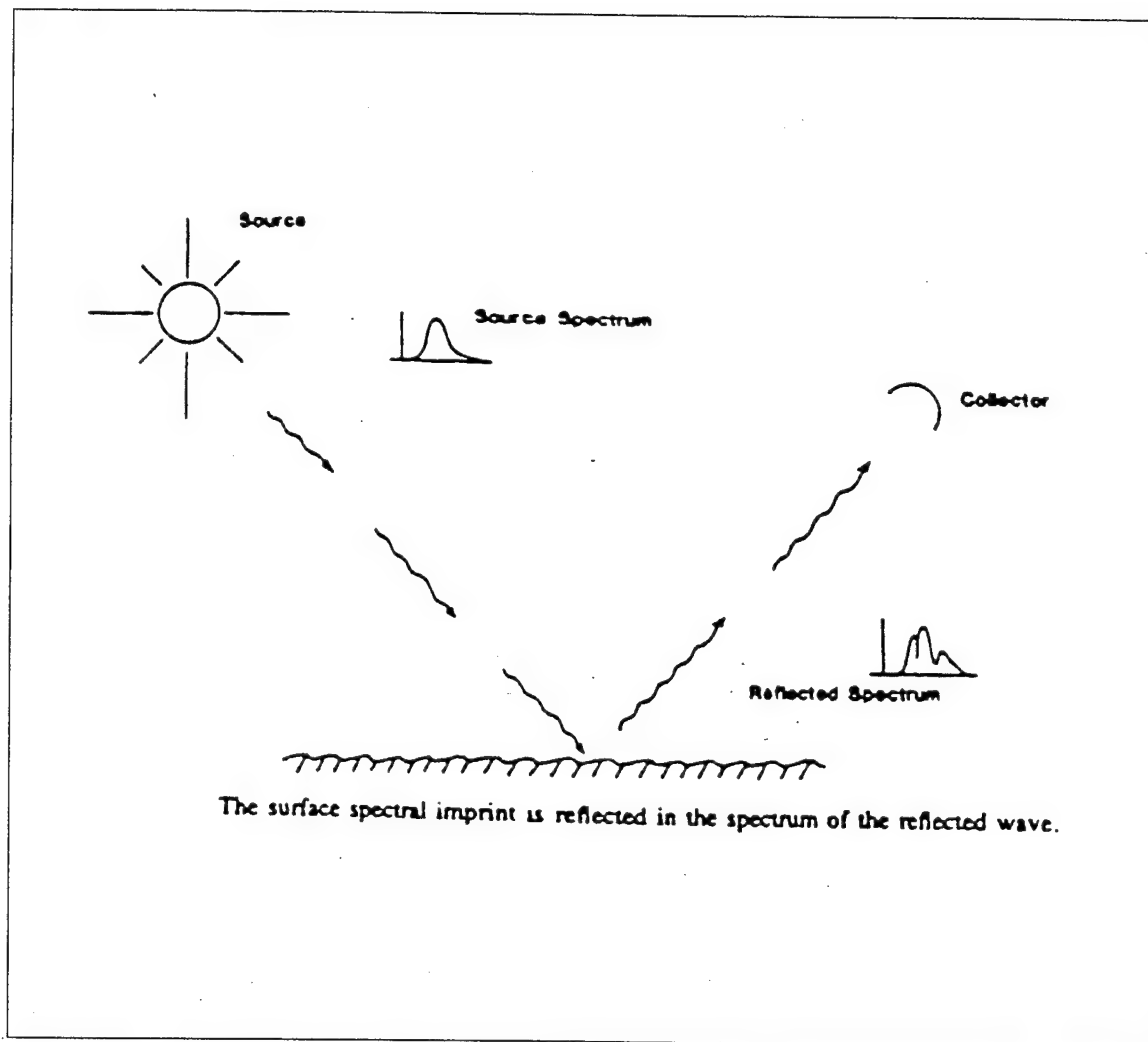 Source
Source Spectrum
Collector
Reflected Spectrum
The surface spectral imprint is reflected in the spectrum of the reflected wave.